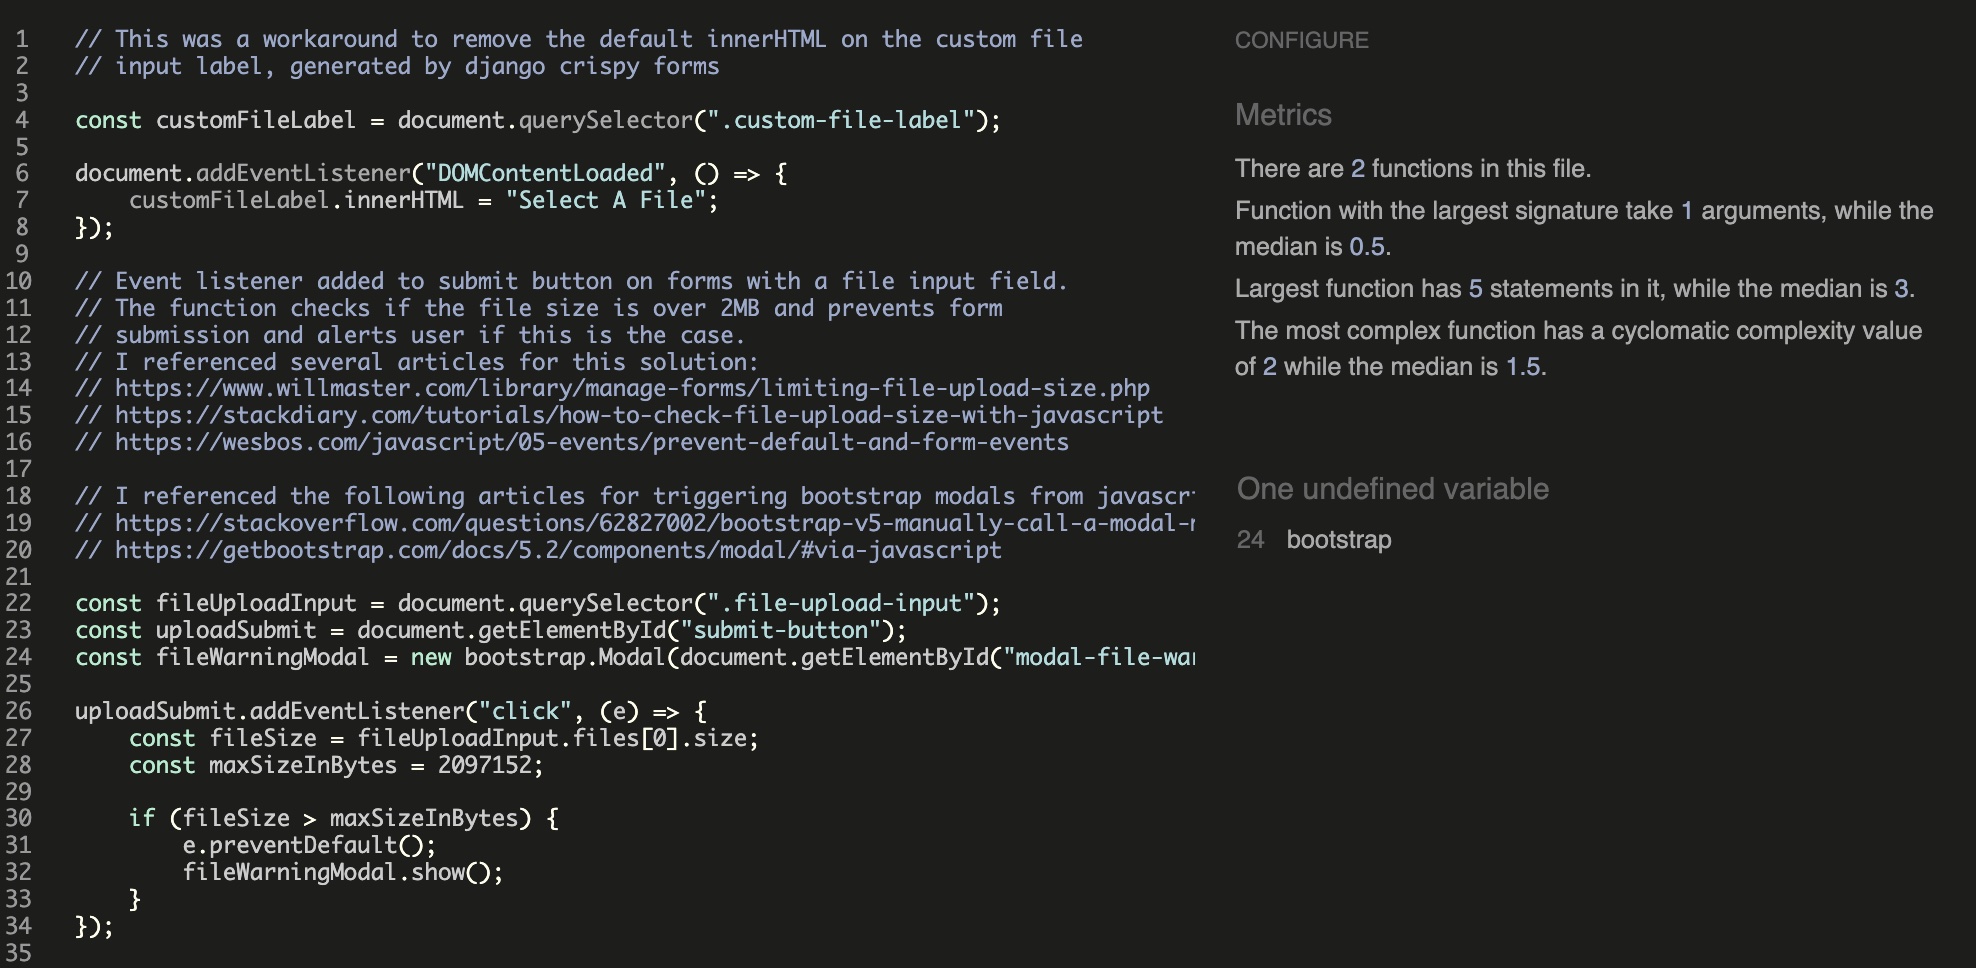 1 // This was a workaround to remove the default innerHTML on the custom file
2 // input label, generated by django crispy forms
3
4 const customFileLabel = document.querySelector(".custom-file-label");
5
6 document.addEventListener("DOMContentLoaded", () => {
7     customFileLabel.innerHTML = "Select A File";
8 });
9
10 // Event listener added to submit button on forms with a file input field.
11 // The function checks if the file size is over 2MB and prevents form
12 // submission and alerts user if this is the case.
13 // I referenced several articles for this solution:
14 // https://www.willmaster.com/library/manage-forms/limiting-file-upload-size.php
15 // https://stackdiary.com/tutorials/how-to-check-file-upload-size-with-javascript
16 // https://wesbos.com/javascript/05-events/prevent-default-and-form-events
17
18 // I referenced the following articles for triggering bootstrap modals from javascr
19 // https://stackoverflow.com/questions/62827002/bootstrap-v5-manually-call-a-modal-
20 // https://getbootstrap.com/docs/5.2/components/modal/#via-javascript
21
22 const fileUploadInput = document.querySelector(".file-upload-input");
23 const uploadSubmit = document.getElementById("submit-button");
24 const fileWarningModal = new bootstrap.Modal(document.getElementById("modal-file-wa
25
26 uploadSubmit.addEventListener("click", (e) => {
27     const fileSize = fileUploadInput.files[0].size;
28     const maxSizeInBytes = 2097152;
29
30     if (fileSize > maxSizeInBytes) {
31         e.preventDefault();
32         fileWarningModal.show();
33     }
34 });
35
CONFIGURE
Metrics
There are 2 functions in this file.
Function with the largest signature take 1 arguments, while the
median is 0.5.
Largest function has 5 statements in it, while the median is 3.
The most complex function has a cyclomatic complexity value
of 2 while the median is 1.5.
One undefined variable
24 bootstrap